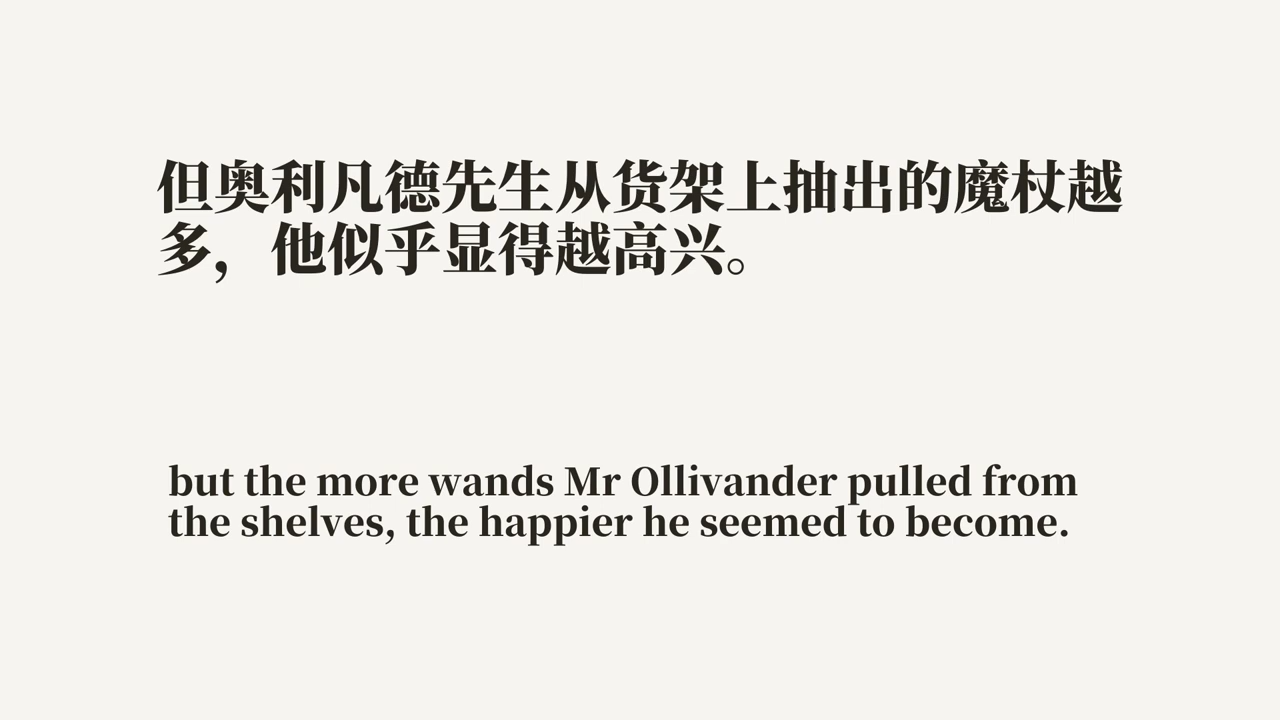 但奥利凡德先生从货架上抽出的魔杖越
多，他似乎显得越高兴。
but the more wands Mr Ollivander pulled from
the shelves, the happier he seemed to become.